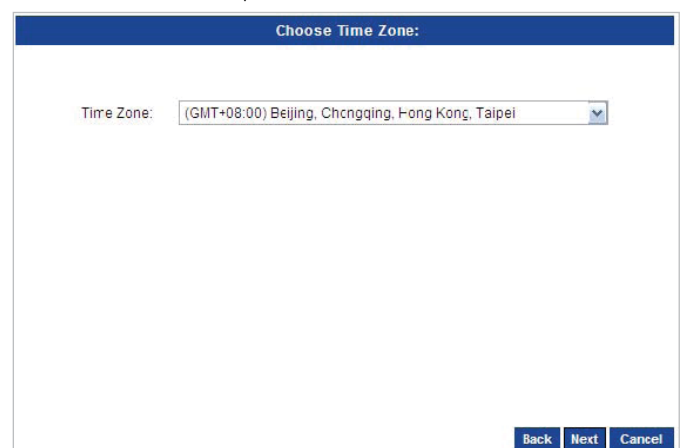 Choose Time Zone:
Time Zone: (GMT+08:00) Beijing, Chongqing, Hong Kong, Taipei
Back Next Cancel